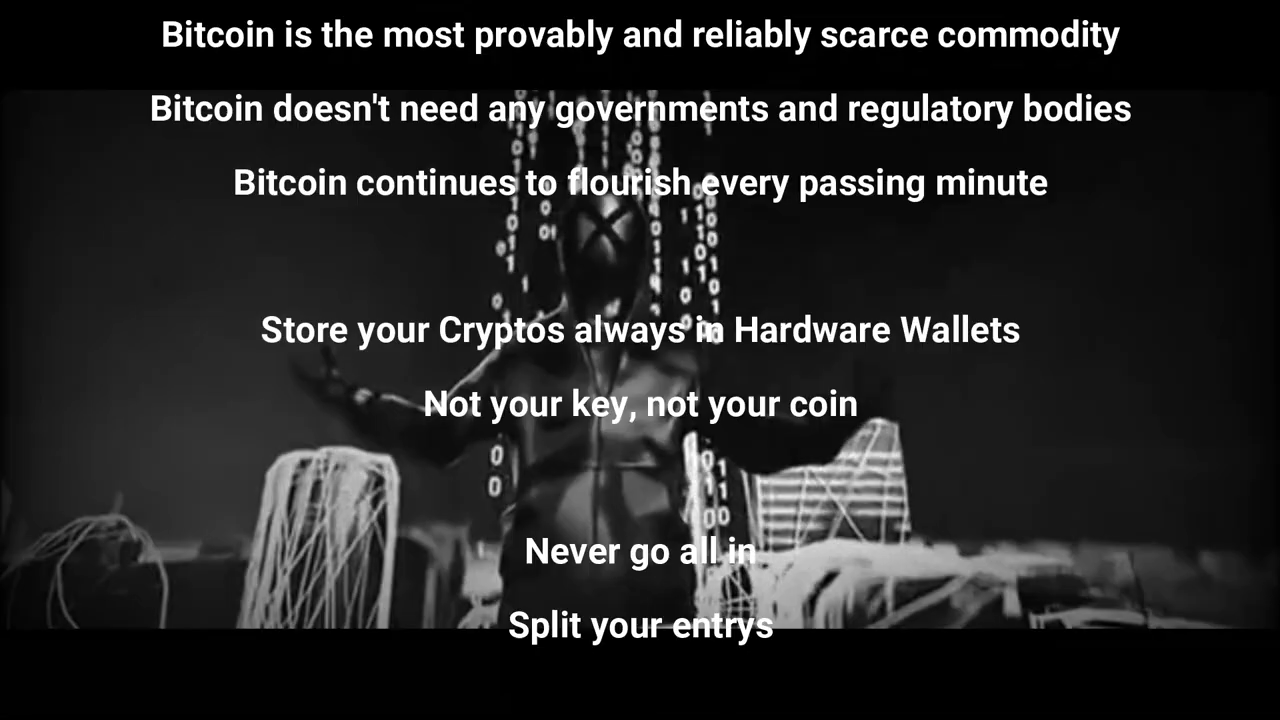 Bitcoin is the most provably and reliably scarce commodity
Bitcoin doesn't need any governments and regulatory bodies
Bitcoin continues to flourish every passing minute
Store your Cryptos always in Hardware Wallets
Not your key, not your coin
Never go all in
Split your entrys